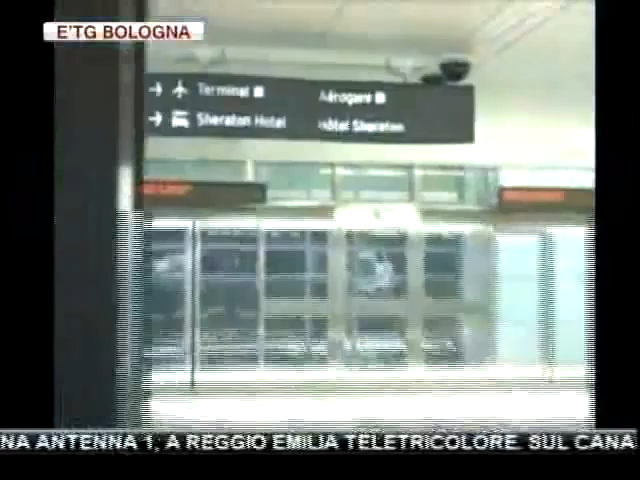 E'TG BOLOGNA
Terminal
Aérogare
Sheraton Hotel
Hôtel Sheraton
NA ANTENNA 1, A REGGIO EMILIA TELETRICOLORE SUL CANA